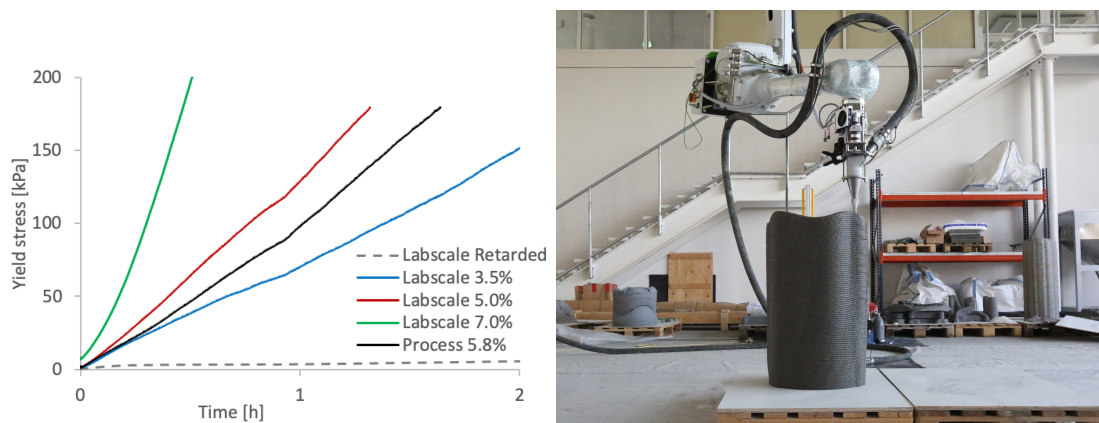 200
150
100
50
0
Yield stress [kPa]
Labscale Retarded
Labscale 3.5%
Labscale 5.0%
Labscale 7.0%
Process 5.8%
0
1
2
Time [h]